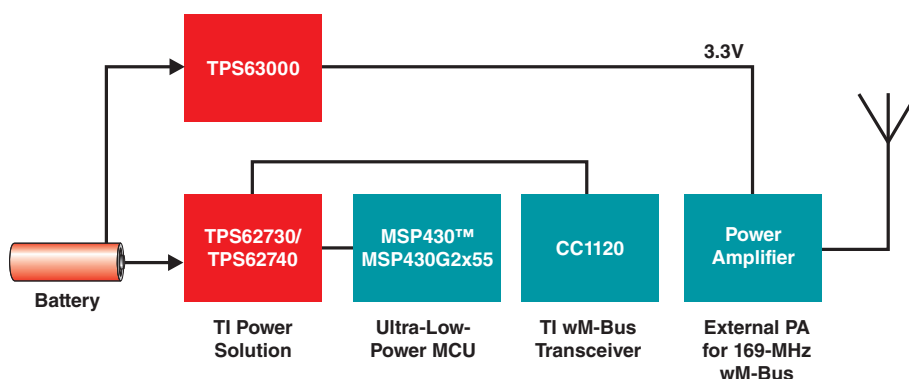 TPS63000
3.3V
TPS62730/
TPS62740
MSP430™
MSP430G2x55
CC1120
Power
Amplifier
Battery
TI Power
Solution
Ultra-Low-
Power MCU
TI wM-Bus
Transceiver
External PA
for 169-MHz
wM-Bus